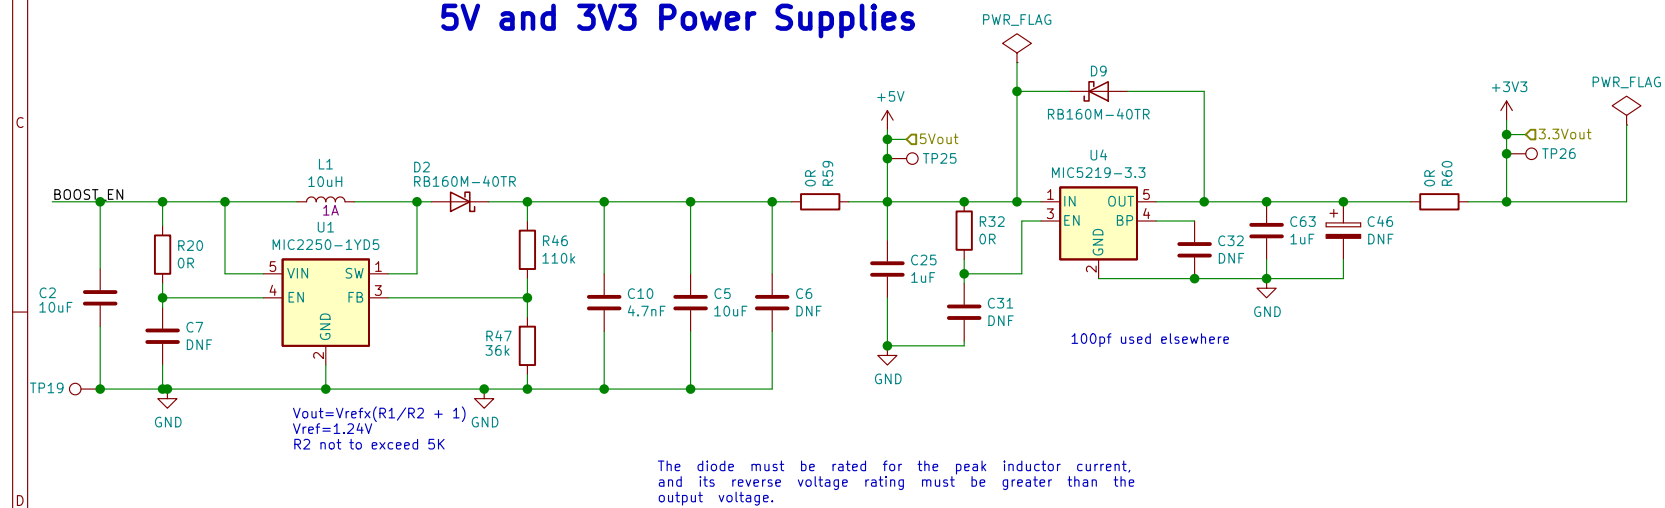 5V and 3V3 Power Supplies
PWR_FLAG
D9
RB160M-40TR
+5V
5Vout
TP25
+3V3
PWR_FLAG
3.3Vout
TP26
C
BOOST_EN
L1
10uH
1A
D2
RB160M-40TR
0R
R59
U4
MIC5219-3.3
1 IN OUT 5
3 EN BP 4
GND
2
0R
R60
U1
MIC2250-1YD5
5 VIN SW 1
4 EN FB 3
GND
2
R20
0R
C2
10uF
C7
DNF
R46
110k
R47
36k
C10
4.7nF
C5
10uF
C6
DNF
C25
1uF
R32
0R
C31
DNF
C32
DNF
C63
1uF
+
C46
DNF
GND
GND
100pf used elsewhere
TP19
GND
GND
Vout=Vrefx(R1/R2 + 1)
Vref=1.24V
R2 not to exceed 5K
The diode must be rated for the peak inductor current,
and its reverse voltage rating must be greater than the
output voltage.
D